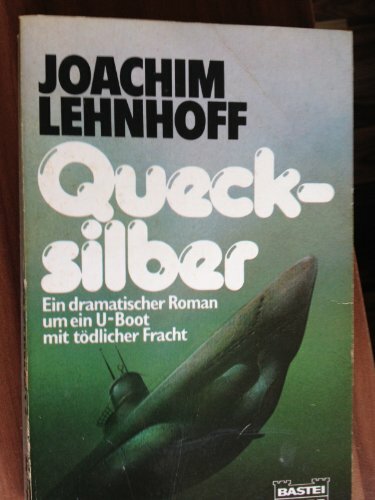 JOACHIM
LEHNHOFF
Queck-
silber
Ein dramatischer Roman
um ein U-Boot
mit tödlicher Fracht
BASTEI